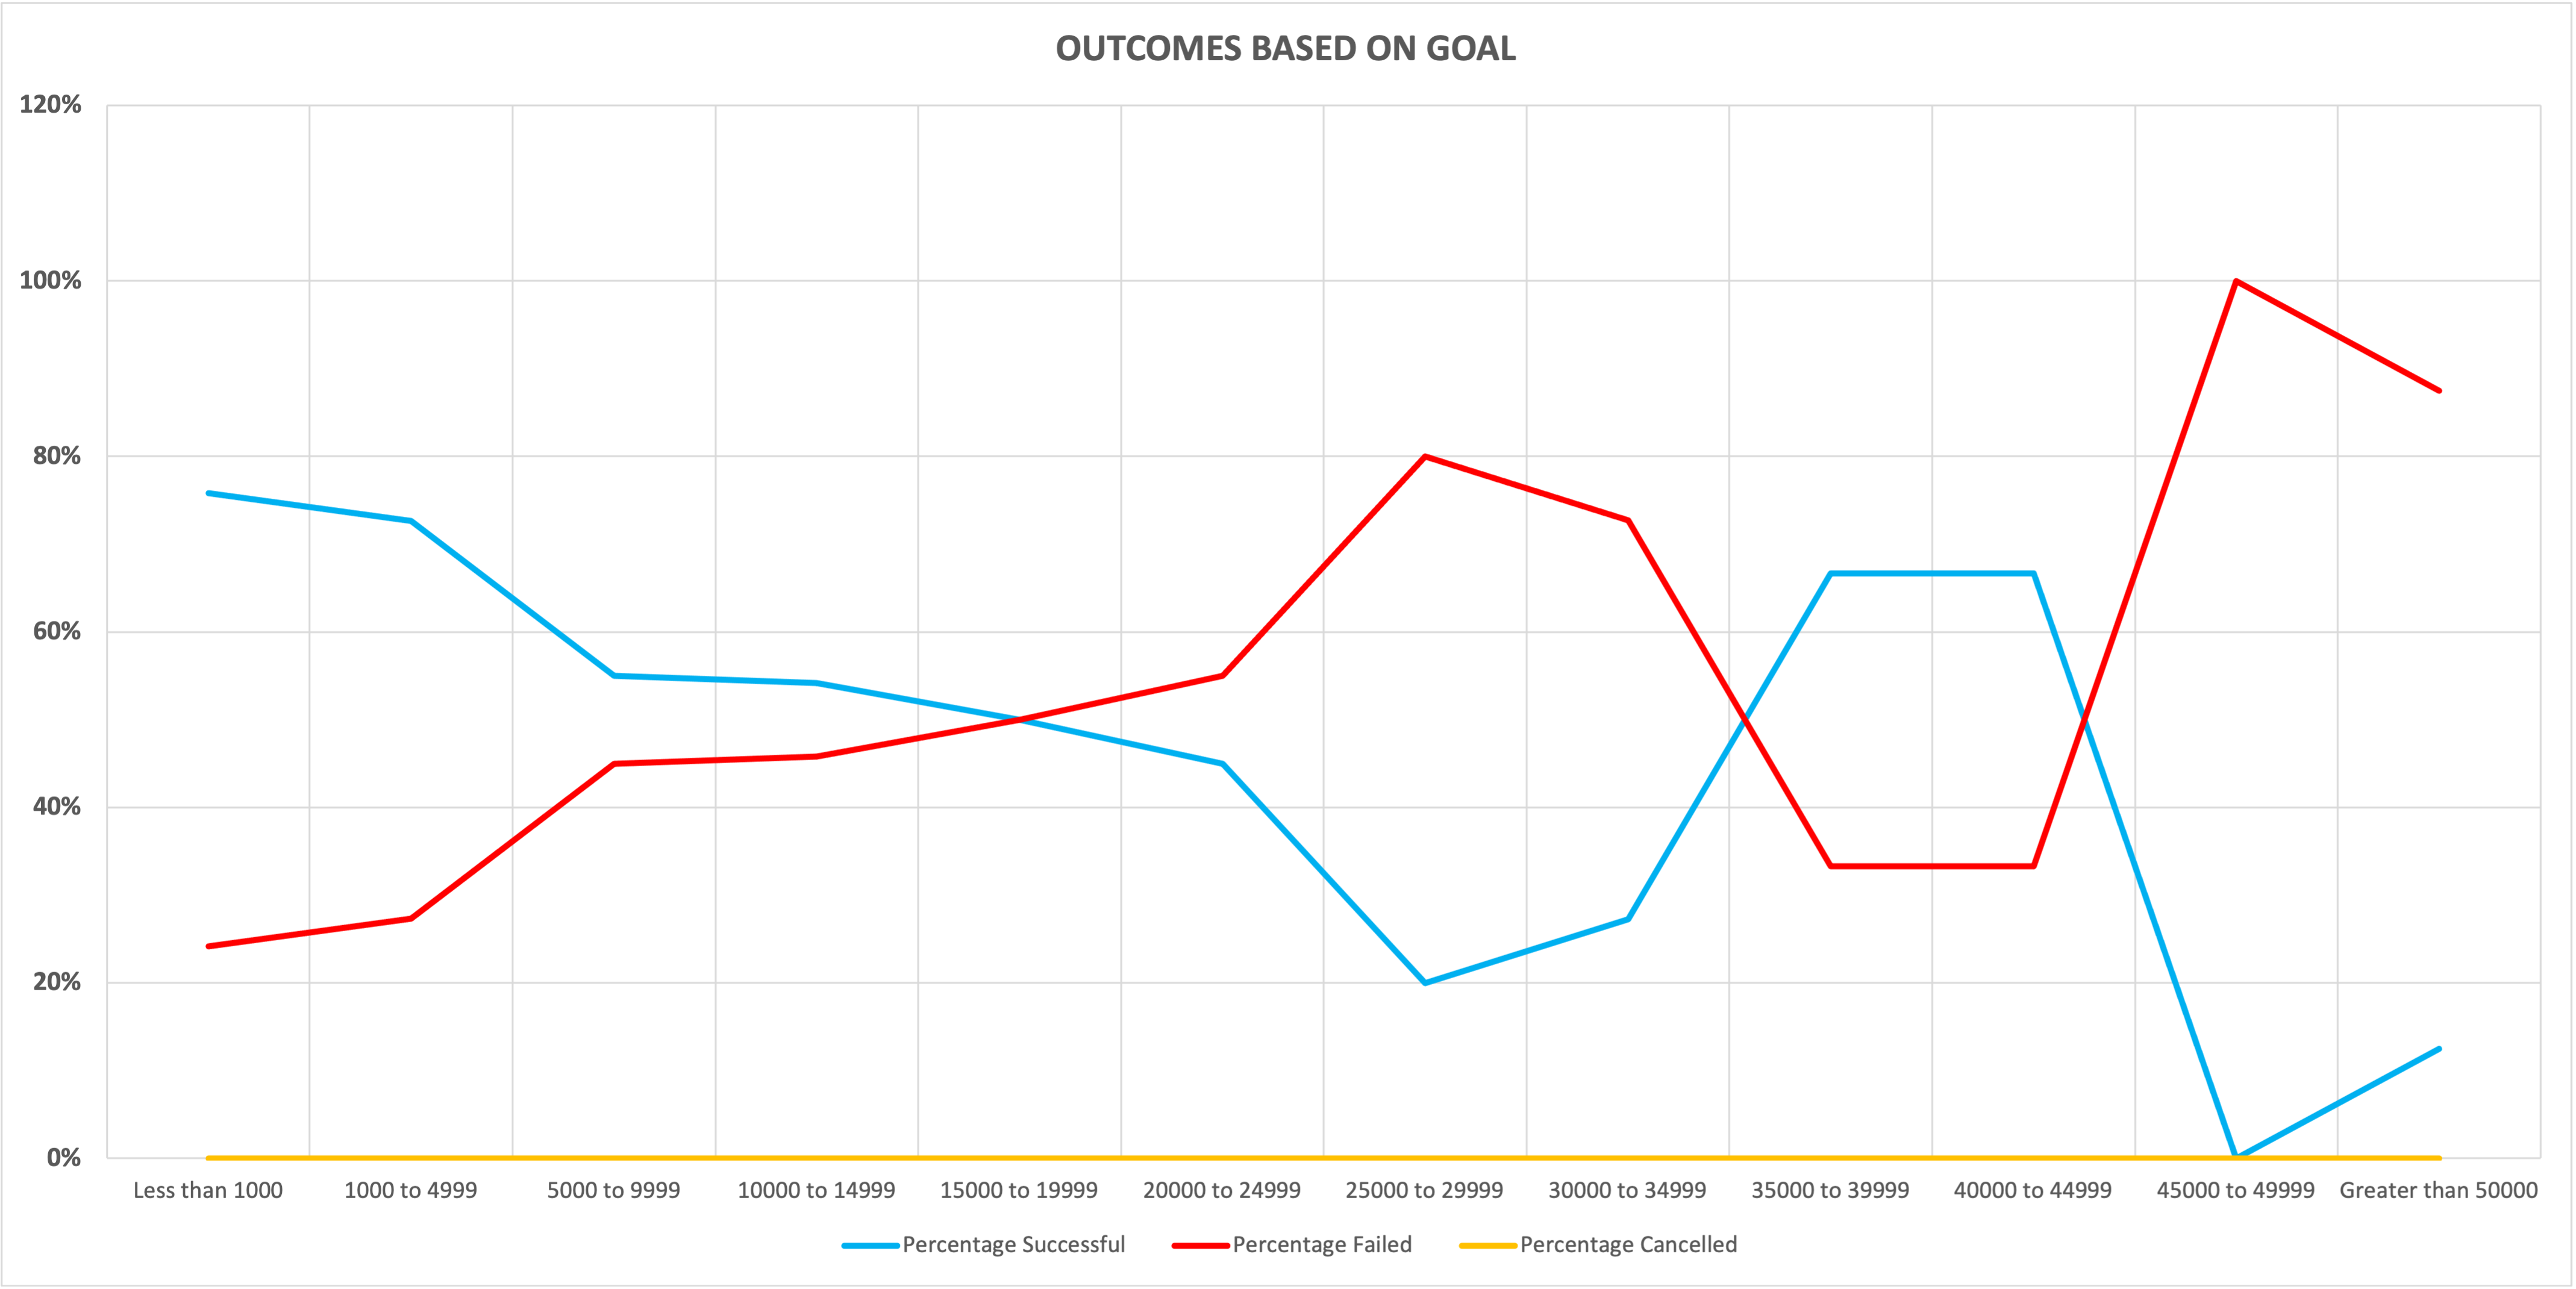 OUTCOMES BASED ON GOAL
120%
100%
80%
60%
40%
20%
0%
Less than 1000 1000 to 4999 5000 to 9999 10000 to 14999 15000 to 19999 20000 to 24999 25000 to 29999 30000 to 34999 35000 to 39999 40000 to 44999 45000 to 49999 Greater than 50000
Percentage Successful Percentage Failed Percentage Cancelled